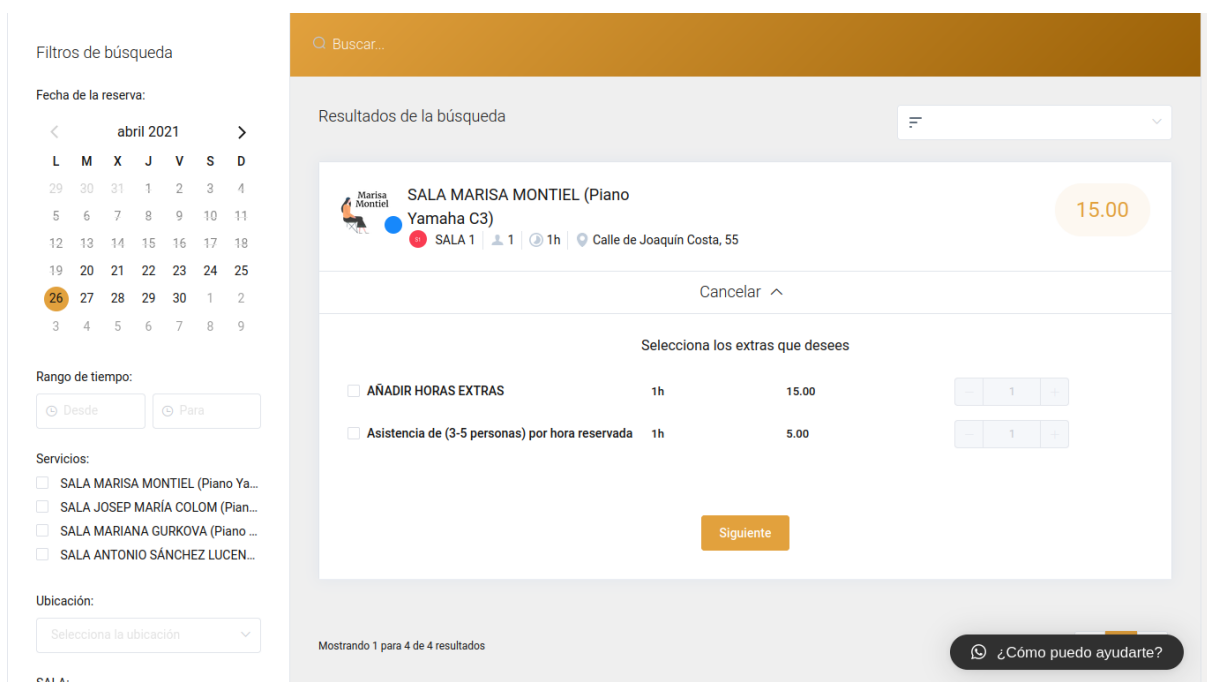 Filtros de búsqueda
Fecha de la reserva:
abril 2021
L M X J V S D
29 30 31 1 2 3 4
5 6 7 8 9 10 11
12 13 14 15 16 17 18
19 20 21 22 23 24 25
26 27 28 29 30 1 2
3 4 5 6 7 8 9
Rango de tiempo:
Desde Para
Servicios:
SALA MARISA MONTIEL (Piano Ya...
SALA JOSEP MARÍA COLOM (Pian...
SALA MARIANA GURKOVA (Piano ...
SALA ANTONIO SÁNCHEZ LUCEN...
Ubicación:
Selecciona la ubicación
SALA:
Buscar...
Resultados de la búsqueda
Marisa
Montiel
SALA MARISA MONTIEL (Piano
Yamaha C3)
S1 SALA 1 1 1h Calle de Joaquín Costa, 55
15.00
Cancelar
Selecciona los extras que desees
AÑADIR HORAS EXTRAS 1h 15.00 - 1 +
Asistencia de (3-5 personas) por hora reservada 1h 5.00 - 1 +
Siguiente
Mostrando 1 para 4 de 4 resultados
¿Cómo puedo ayudarte?